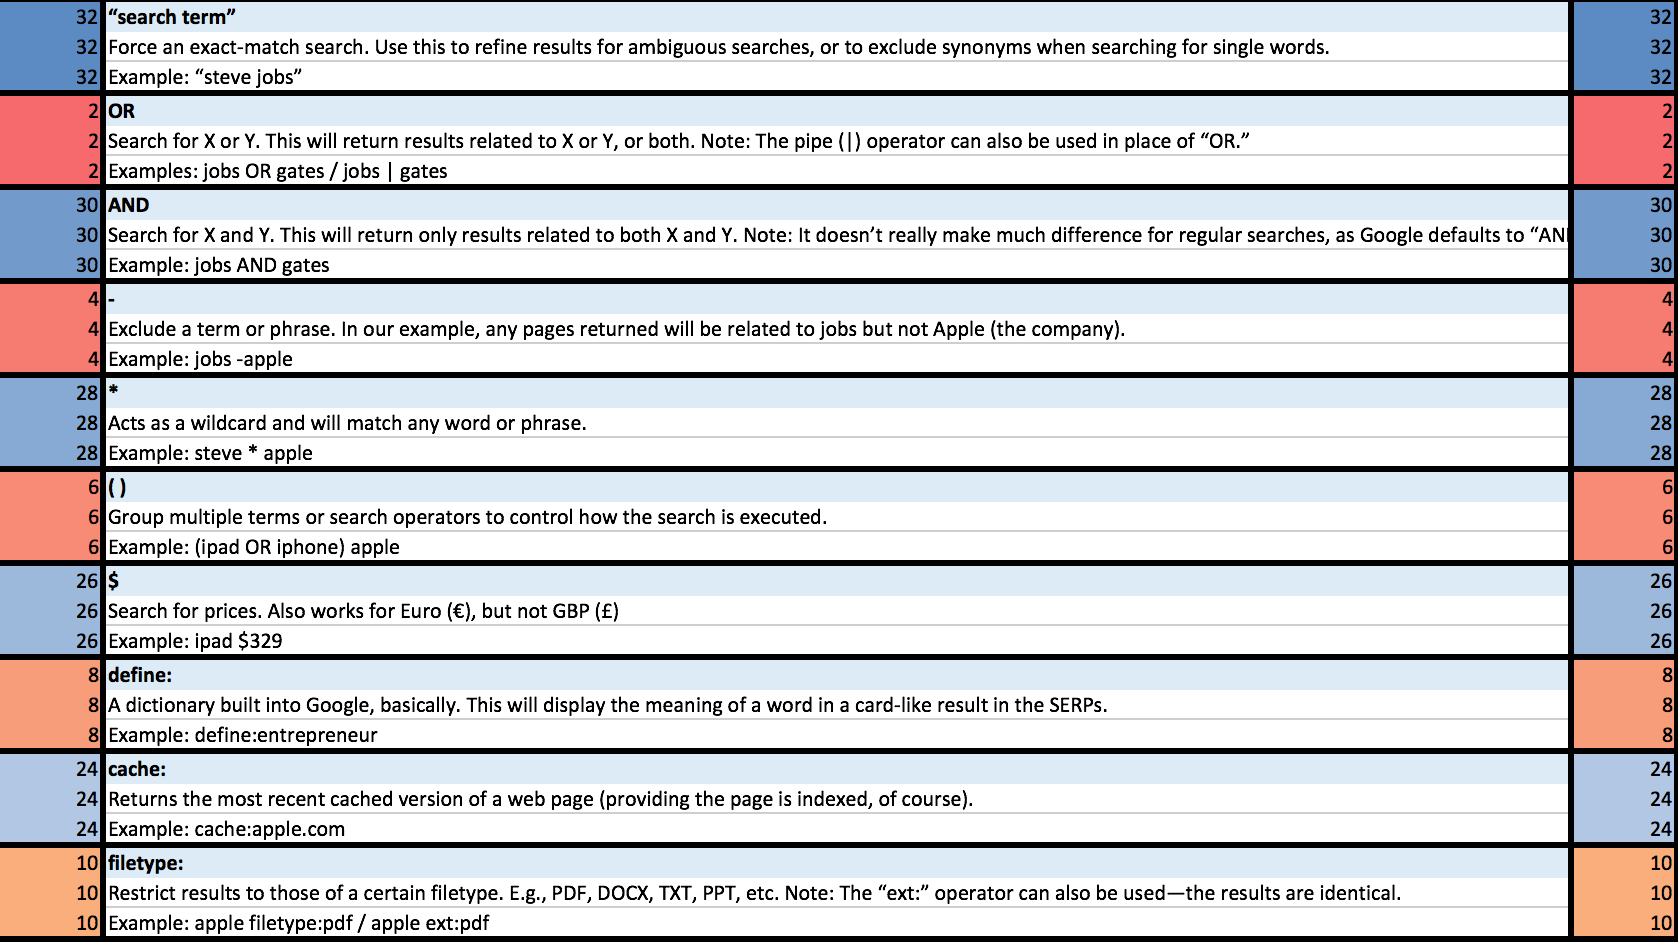 32 “search term” 32
32 Force an exact-match search. Use this to refine results for ambiguous searches, or to exclude synonyms when searching for single words. 32
32 Example: “steve jobs” 32
2 OR 2
2 Search for X or Y. This will return results related to X or Y, or both. Note: The pipe (|) operator can also be used in place of “OR.” 2
2 Examples: jobs OR gates / jobs | gates 2
30 AND 30
30 Search for X and Y. This will return only results related to both X and Y. Note: It doesn’t really make much difference for regular searches, as Google defaults to 30
30 Example: jobs AND gates 30
4 - 4
4 Exclude a term or phrase. In our example, any pages returned will be related to jobs but not Apple (the company). 4
4 Example: jobs -apple 4
28 * 28
28 Acts as a wildcard and will match any word or phrase. 28
28 Example: steve * apple 28
6 ( ) 6
6 Group multiple terms or search operators to control how the search is executed. 6
6 Example: (ipad OR iphone) apple 6
26 $ 26
26 Search for prices. Also works for Euro (€), but not GBP (£) 26
26 Example: ipad $329 26
8 define: 8
8 A dictionary built into Google, basically. This will display the meaning of a word in a card-like result in the SERPs. 8
8 Example: define:entrepreneur 8
24 cache: 24
24 Returns the most recent cached version of a web page (providing the page is indexed, of course). 24
24 Example: cache:apple.com 24
10 filetype: 10
10 Restrict results to those of a certain filetype. E.g., PDF, DOCX, TXT, PPT, etc. Note: The “ext:” operator can also be used—the results are identical. 10
10 Example: apple filetype:pdf / apple ext:pdf 10